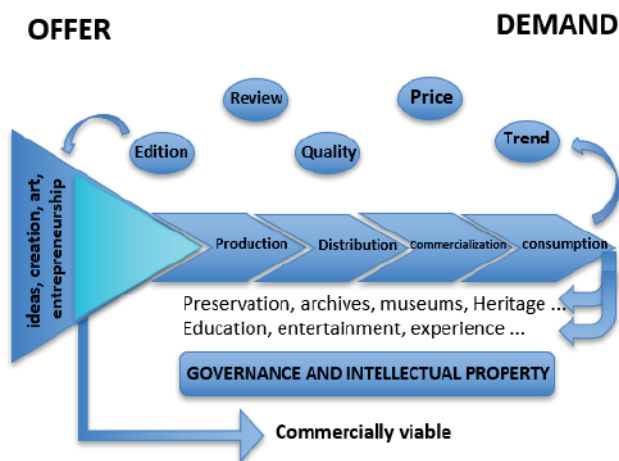 OFFER
DEMAND
Review
Price
Edition
Quality
Trend
ideas, creation, art,
entrepreneurship
Production
Distribution
Commercialization
consumption
Preservation, archives, museums, Heritage ...
Education, entertainment, experience ...
GOVERNANCE AND INTELLECTUAL PROPERTY
Commercially viable